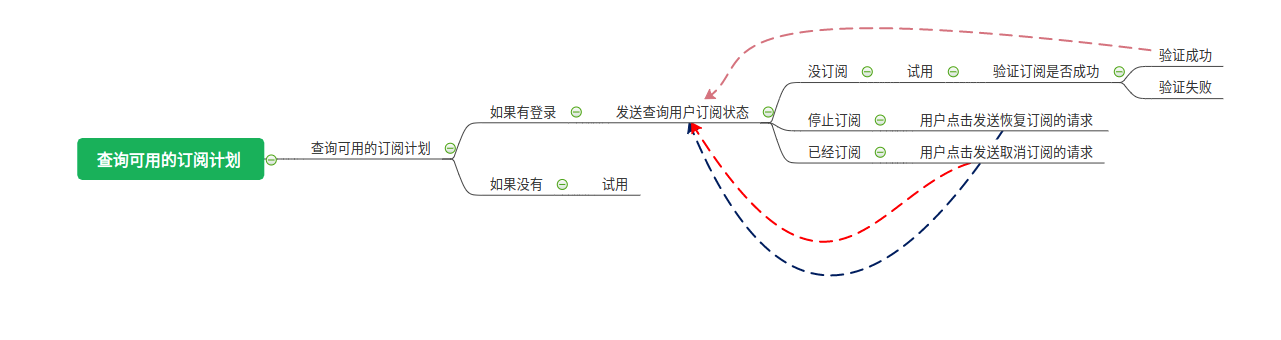 查询可用的订阅计划
查询可用的订阅计划
如果有登录
发送查询用户订阅状态
没订阅
试用
验证订阅是否成功
验证成功
验证失败
停止订阅
用户点击发送恢复订阅的请求
已经订阅
用户点击发送取消订阅的请求
如果没有
试用